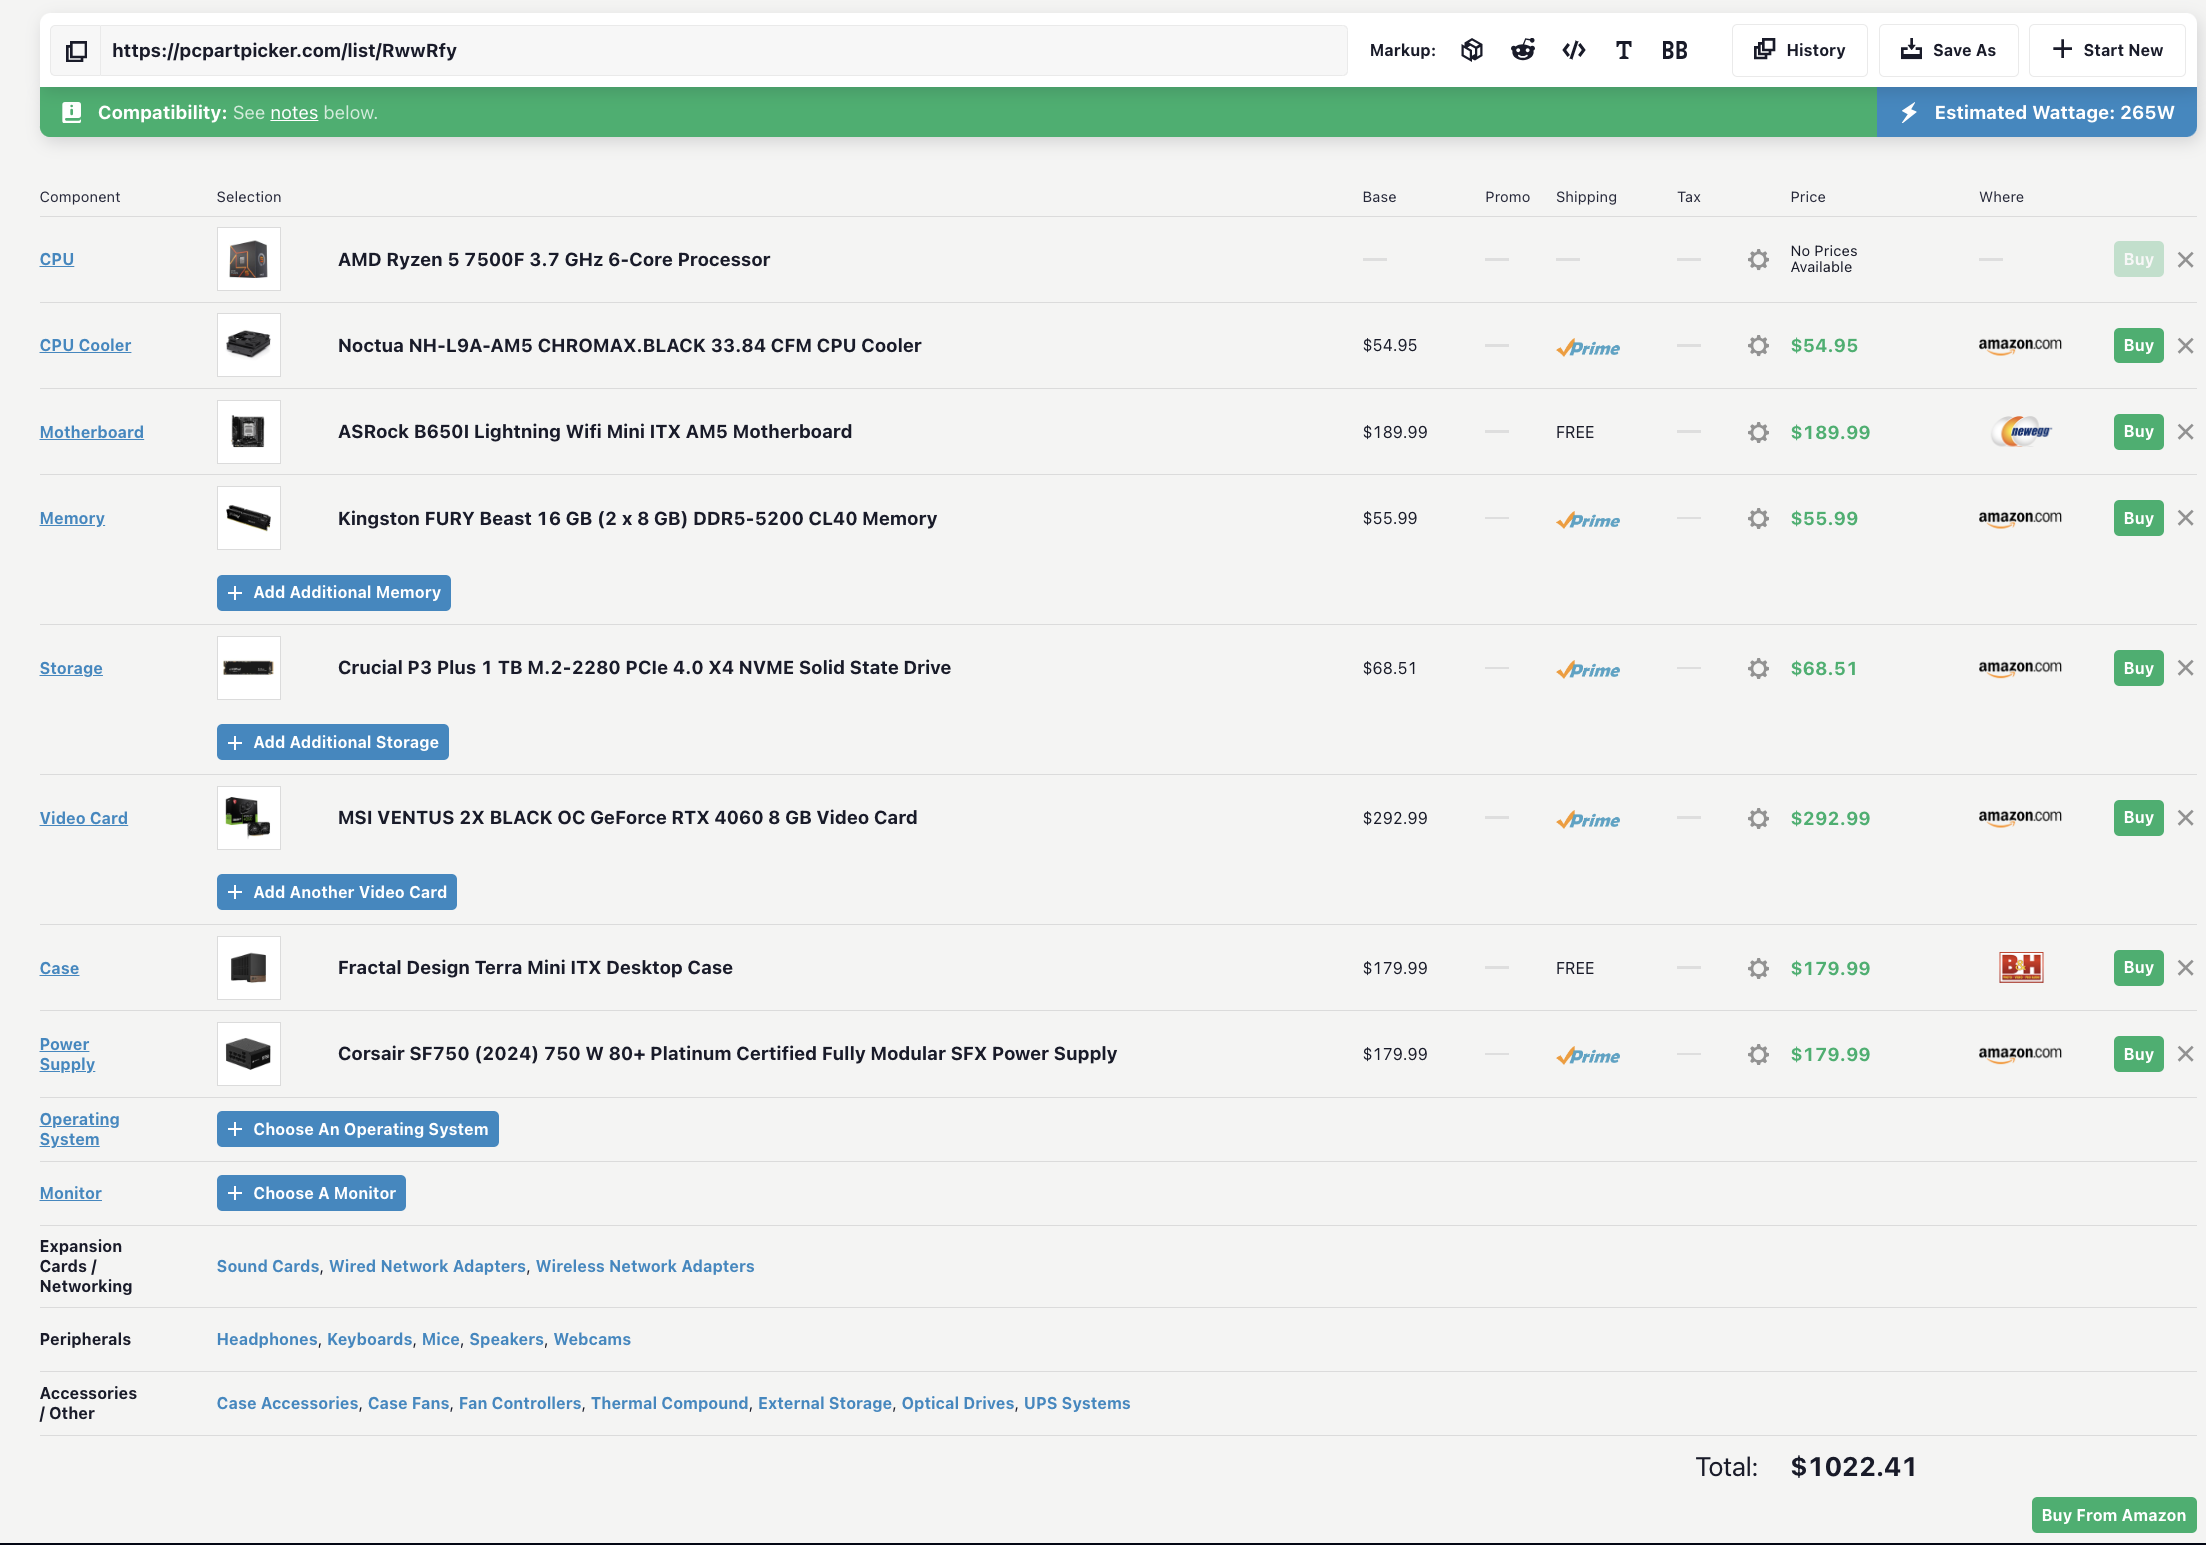 https://pcpartpicker.com/list/RwwRfy Markup: T BB History Save As Start New
Compatibility: See notes below. Estimated Wattage: 265W
Component Selection Base Promo Shipping Tax Price Where
CPU AMD Ryzen 5 7500F 3.7 GHz 6-Core Processor — — — — No Prices Available — Buy
CPU Cooler Noctua NH-L9A-AM5 CHROMAX.BLACK 33.84 CFM CPU Cooler $54.95 — Prime — $54.95 amazon.com Buy
Motherboard ASRock B650I Lightning Wifi Mini ITX AM5 Motherboard $189.99 — FREE — $189.99 newegg Buy
Memory Kingston FURY Beast 16 GB (2 x 8 GB) DDR5-5200 CL40 Memory $55.99 — Prime — $55.99 amazon.com Buy
Add Additional Memory
Storage Crucial P3 Plus 1 TB M.2-2280 PCIe 4.0 X4 NVME Solid State Drive $68.51 — Prime — $68.51 amazon.com Buy
Add Additional Storage
Video Card MSI VENTUS 2X BLACK OC GeForce RTX 4060 8 GB Video Card $292.99 — Prime — $292.99 amazon.com Buy
Add Another Video Card
Case Fractal Design Terra Mini ITX Desktop Case $179.99 — FREE — $179.99 B&H Buy
Power Supply Corsair SF750 (2024) 750 W 80+ Platinum Certified Fully Modular SFX Power Supply $179.99 — Prime — $179.99 amazon.com Buy
Operating System Choose An Operating System
Monitor Choose A Monitor
Expansion Cards / Networking Sound Cards, Wired Network Adapters, Wireless Network Adapters
Peripherals Headphones, Keyboards, Mice, Speakers, Webcams
Accessories / Other Case Accessories, Case Fans, Fan Controllers, Thermal Compound, External Storage, Optical Drives, UPS Systems
Total: $1022.41
Buy From Amazon